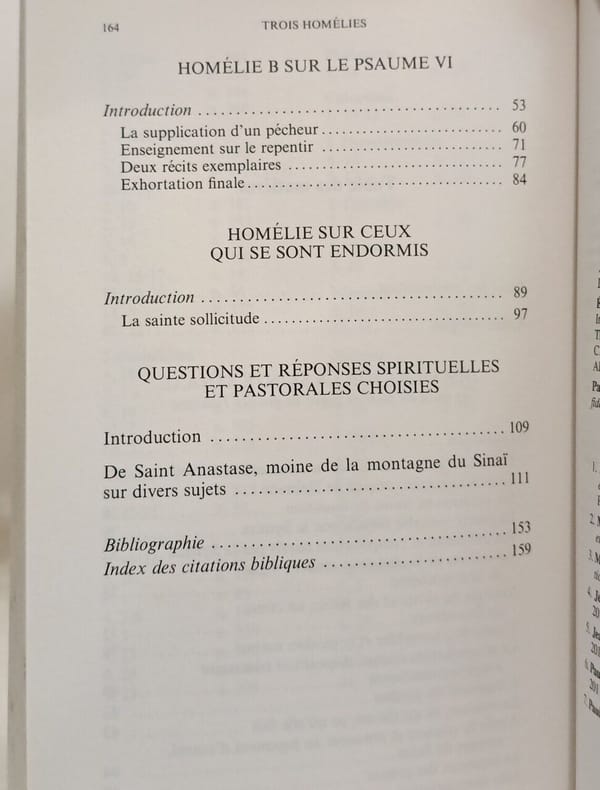 164
TROIS HOMÉLIES
HOMÉLIE B SUR LE PSAUME VI
Introduction ........................................ 53
La supplication d'un pécheur ........................... 60
Enseignement sur le repentir ........................... 71
Deux récits exemplaires ................................ 77
Exhortation finale ..................................... 84
HOMÉLIE SUR CEUX
QUI SE SONT ENDORMIS
Introduction ........................................ 89
La sainte sollicitude .................................. 97
QUESTIONS ET RÉPONSES SPIRITUELLES
ET PASTORALES CHOISIES
Introduction ....................................... 109
De Saint Anastase, moine de la montagne du Sinaï
sur divers sujets .................................... 111
Bibliographie ....................................... 153
Index des citations bibliques ........................... 159